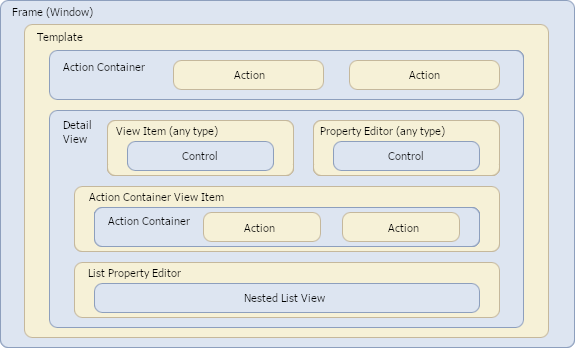 Frame (Window)
Template
Action Container
Action
Action
Detail
View
View Item (any type)
Control
Property Editor (any type)
Control
Action Container View Item
Action Container
Action
Action
List Property Editor
Nested List View